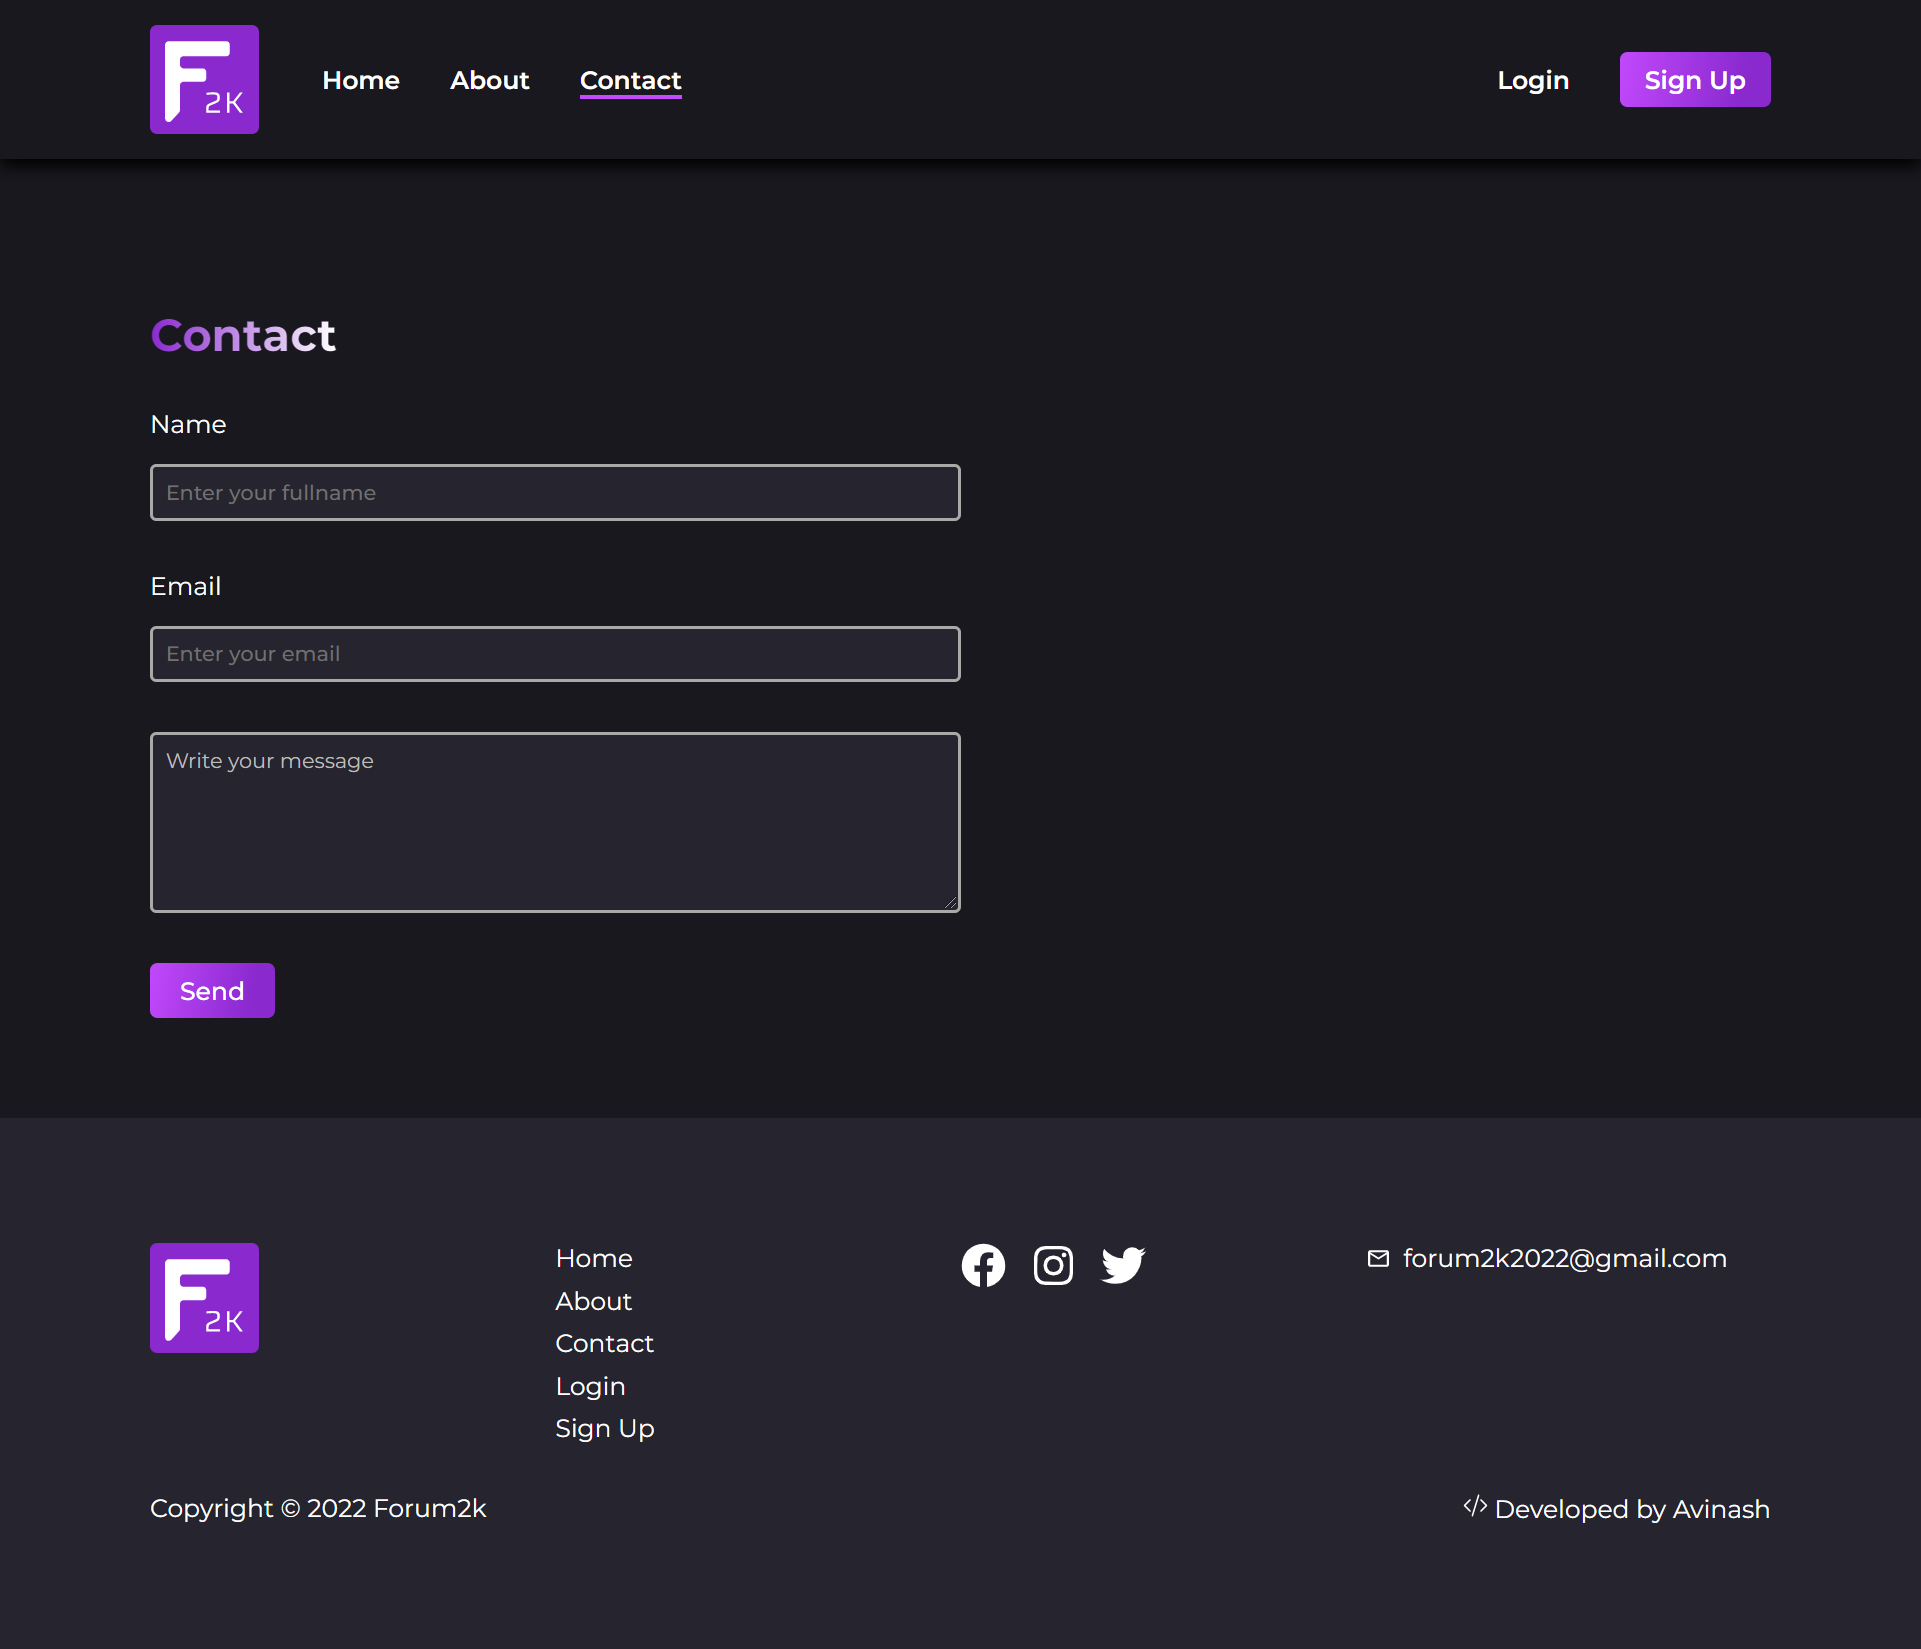 F 2K
Home About Contact Login Sign Up
Contact
Name
Enter your fullname
Email
Enter your email
Write your message
Send
F 2K
Home
About
Contact
Login
Sign Up
forum2k2022@gmail.com
Copyright © 2022 Forum2k
</> Developed by Avinash